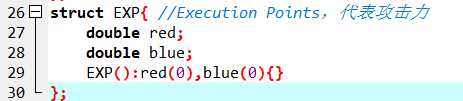 26 struct EXP{ //Execution Points，代表攻击力
27 double red;
28 double blue;
29 EXP():red(0),blue(0){}
30 };